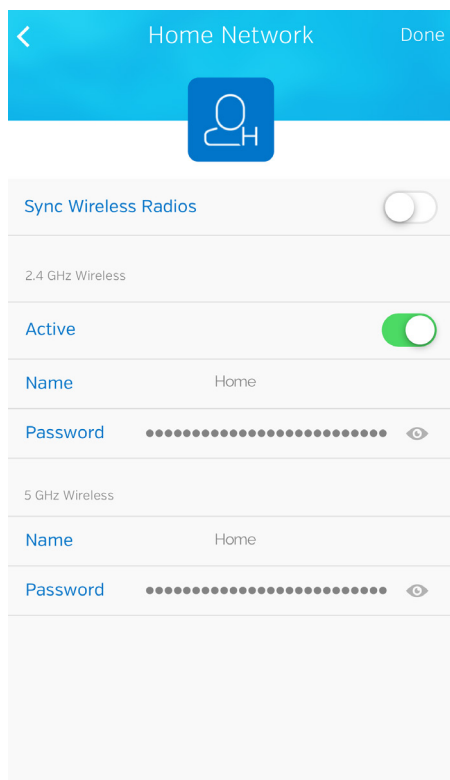 Home Network Done
H
Sync Wireless Radios
2.4 GHz Wireless
Active
Name Home
Password ••••••••••••••••••••••••••
5 GHz Wireless
Name Home
Password ••••••••••••••••••••••••••